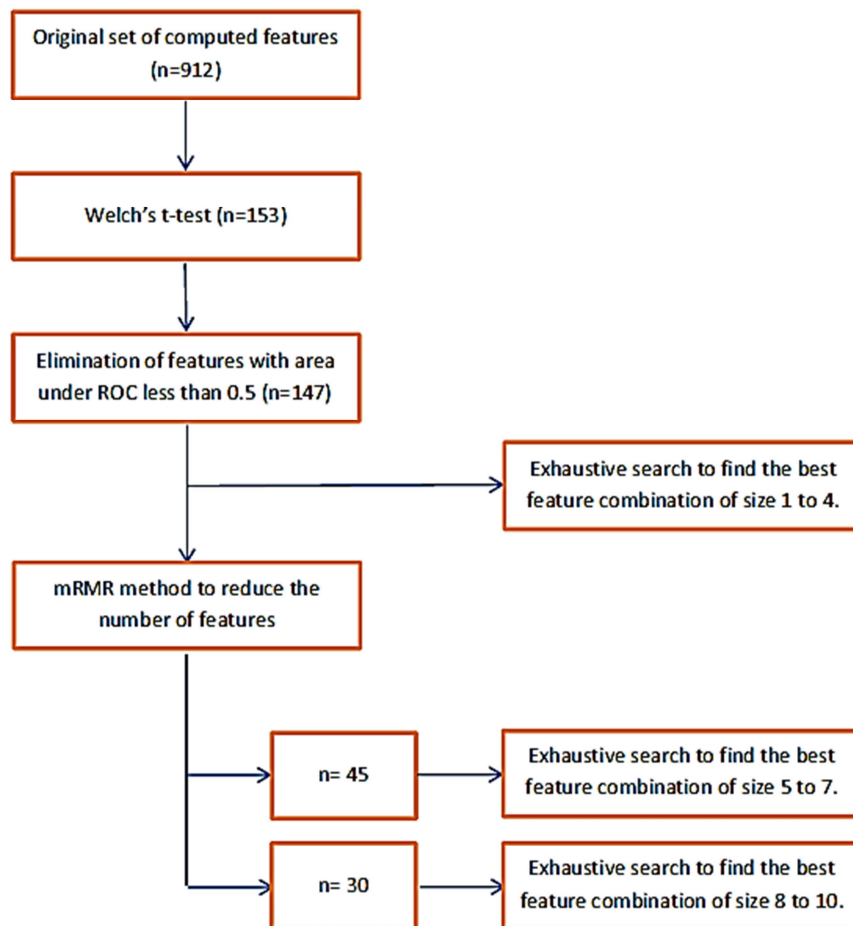 Original set of computed features
(n=912)
Welch's t-test (n=153)
Elimination of features with area
under ROC less than 0.5 (n=147)
Exhaustive search to find the best
feature combination of size 1 to 4.
mRMR method to reduce the
number of features
n= 45
Exhaustive search to find the best
feature combination of size 5 to 7.
n= 30
Exhaustive search to find the best
feature combination of size 8 to 10.